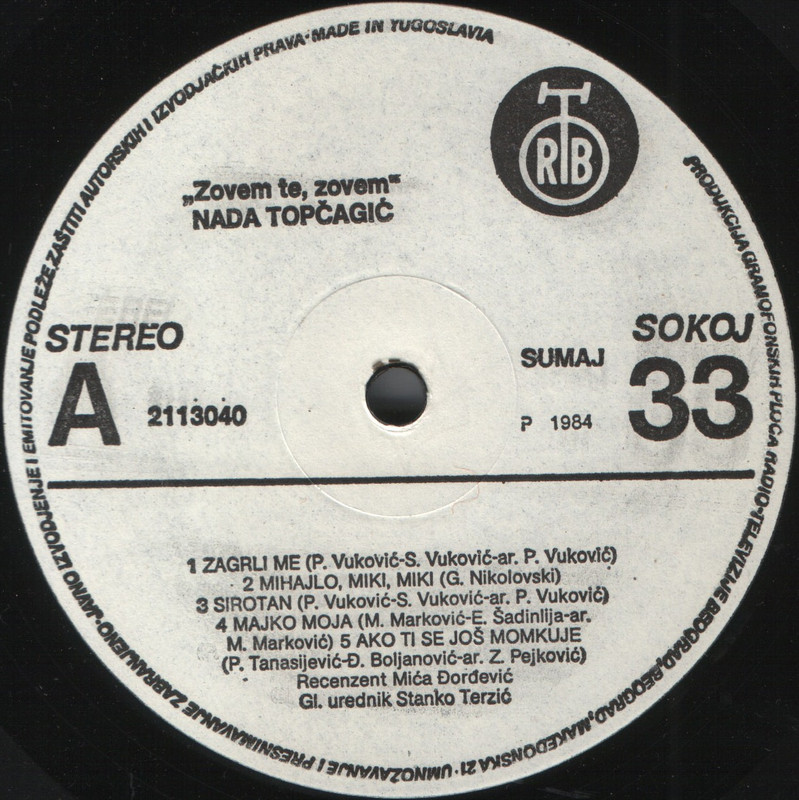 PRODUKCIJA GRAMOFONSKIH PLOČA RADIO-TELEVIZIJE BEOGRAD, BEOGRAD, MAKEDONSKA 21 · UMNOŽAVANJE I PRESNIMAVANJE ZABRANJENO-JAVNO IZVODJENJE I EMITOVANJE PODLEŽE ZAŠTITI AUTORSKIH I IZVODJAČKIH PRAVA·MADE IN YUGOSLAVIA
RTB
„Zovem te, zovem“
NADA TOPČAGIĆ
STEREO
A
2113040
SUMAJ
P 1984
SOKOJ
33
1 ZAGRLI ME (P. Vuković-S. Vuković-ar. P. Vuković)
2 MIHAJLO, MIKI, MIKI (G. Nikolovski)
3 SIROTAN (P. Vuković-S. Vuković-ar. P. Vuković)
4 MAJKO MOJA (M. Marković-E. Šadinlija-ar.
M. Marković) 5 AKO TI SE JOŠ MOMKUJE
(P. Tanasijević-Đ. Boljanović-ar. Z. Pejković)
Recenzent Mića Đorđević
Gl. urednik Stanko Terzić